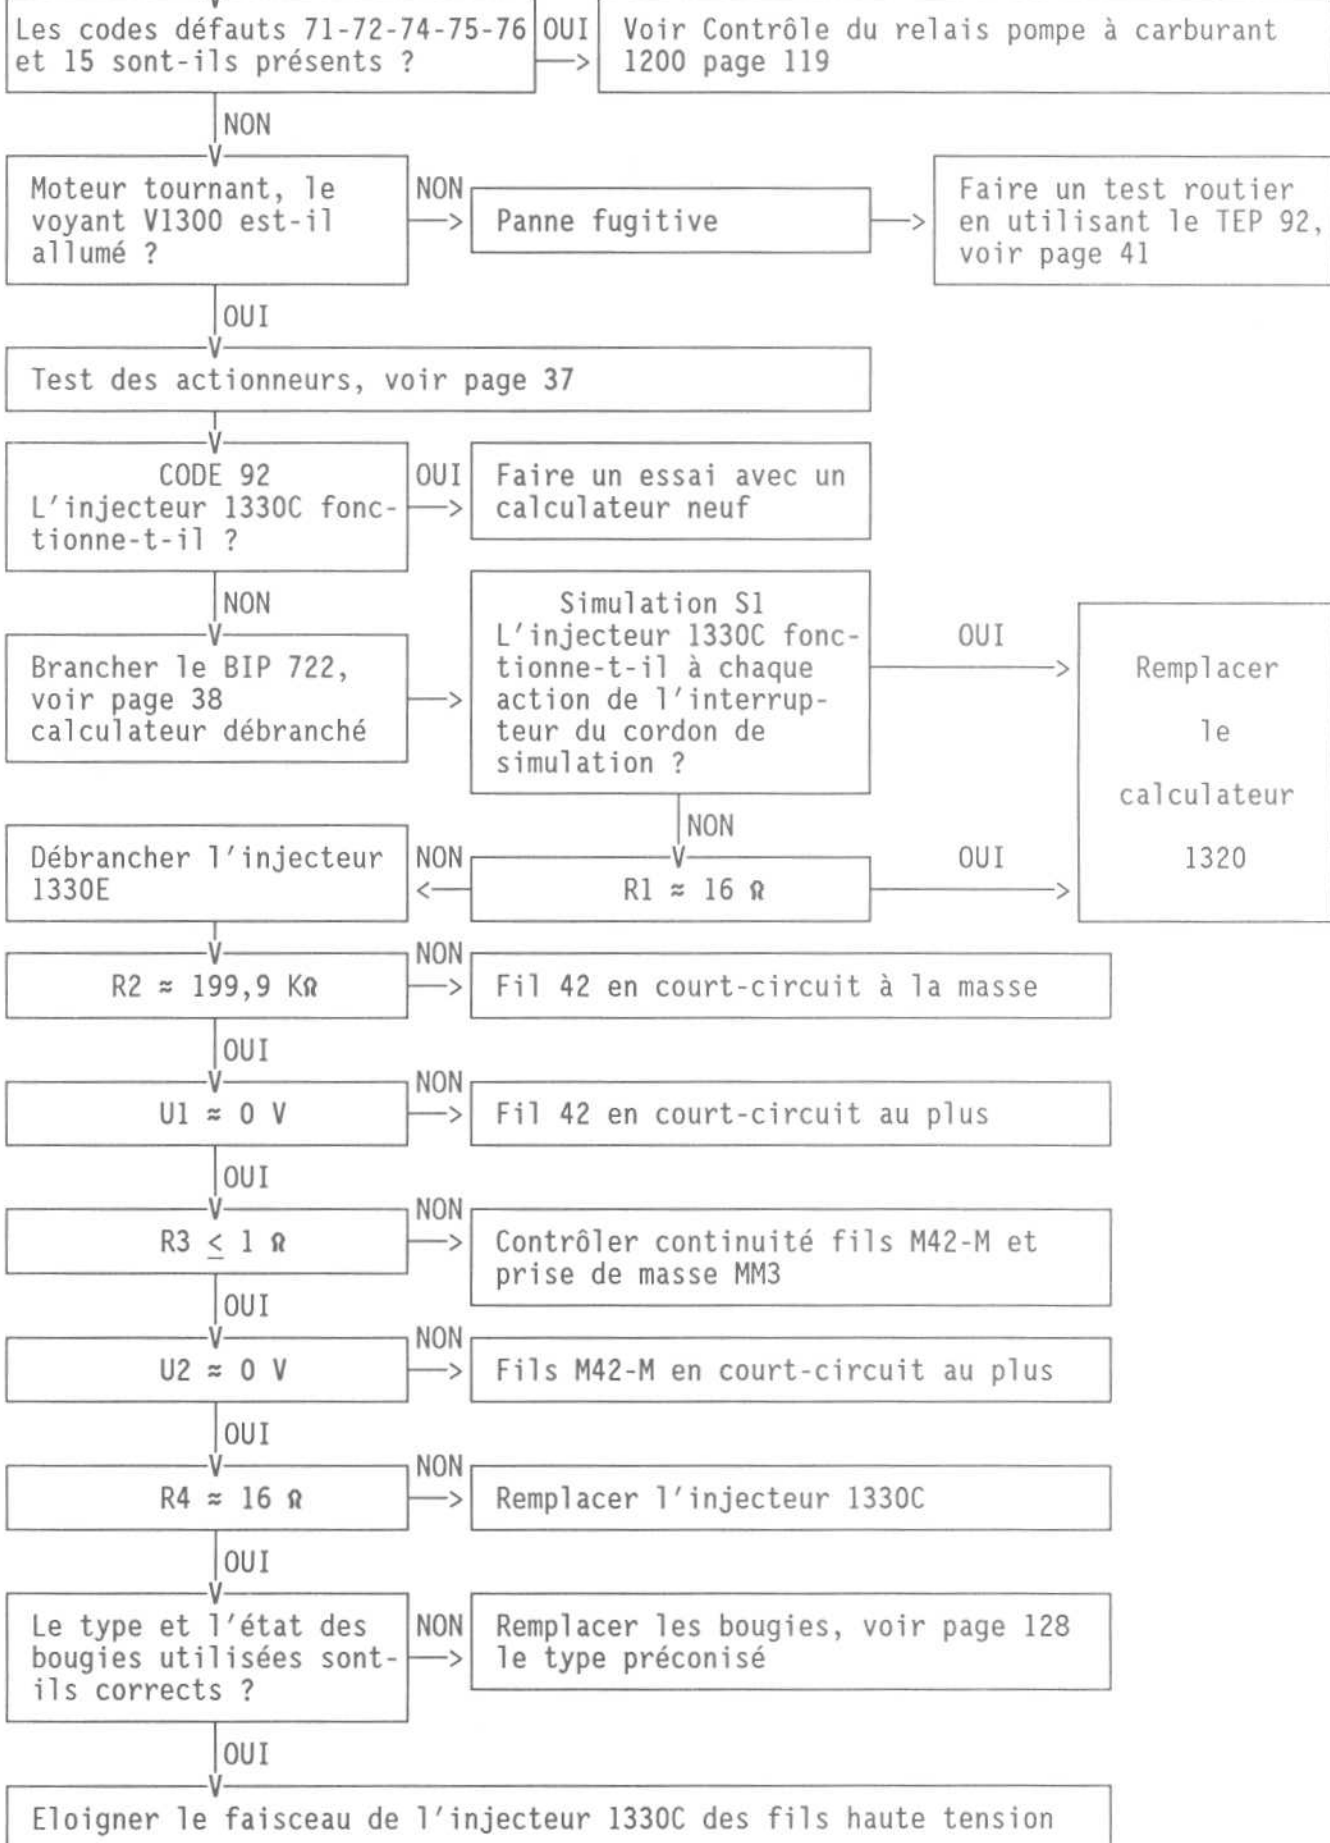 Les codes défauts 71-72-74-75-76
et 15 sont-ils présents ?
OUI
Voir Contrôle du relais pompe à carburant
1200 page 119
NON
Moteur tournant, le
voyant V1300 est-il
allumé ?
NON
Panne fugitive
Faire un test routier
en utilisant le TEP 92,
voir page 41
OUI
Test des actionneurs, voir page 37
CODE 92
L'injecteur 1330C fonc-
tionne-t-il ?
OUI
Faire un essai avec un
calculateur neuf
NON
Brancher le BIP 722,
voir page 38
calculateur débranché
Simulation S1
L'injecteur 1330C fonc-
tionne-t-il à chaque
action de l'interrup-
teur du cordon de
simulation ?
OUI
Remplacer
le
calculateur
1320
NON
R1 ≈ 16 Ω
OUI
NON
Débrancher l'injecteur
1330E
R2 ≈ 199,9 KΩ
NON
Fil 42 en court-circuit à la masse
OUI
U1 ≈ 0 V
NON
Fil 42 en court-circuit au plus
OUI
R3 ≤ 1 Ω
NON
Contrôler continuité fils M42-M et
prise de masse MM3
OUI
U2 ≈ 0 V
NON
Fils M42-M en court-circuit au plus
OUI
R4 ≈ 16 Ω
NON
Remplacer l'injecteur 1330C
OUI
Le type et l'état des
bougies utilisées sont-
ils corrects ?
NON
Remplacer les bougies, voir page 128
le type préconisé
OUI
Eloigner le faisceau de l'injecteur 1330C des fils haute tension